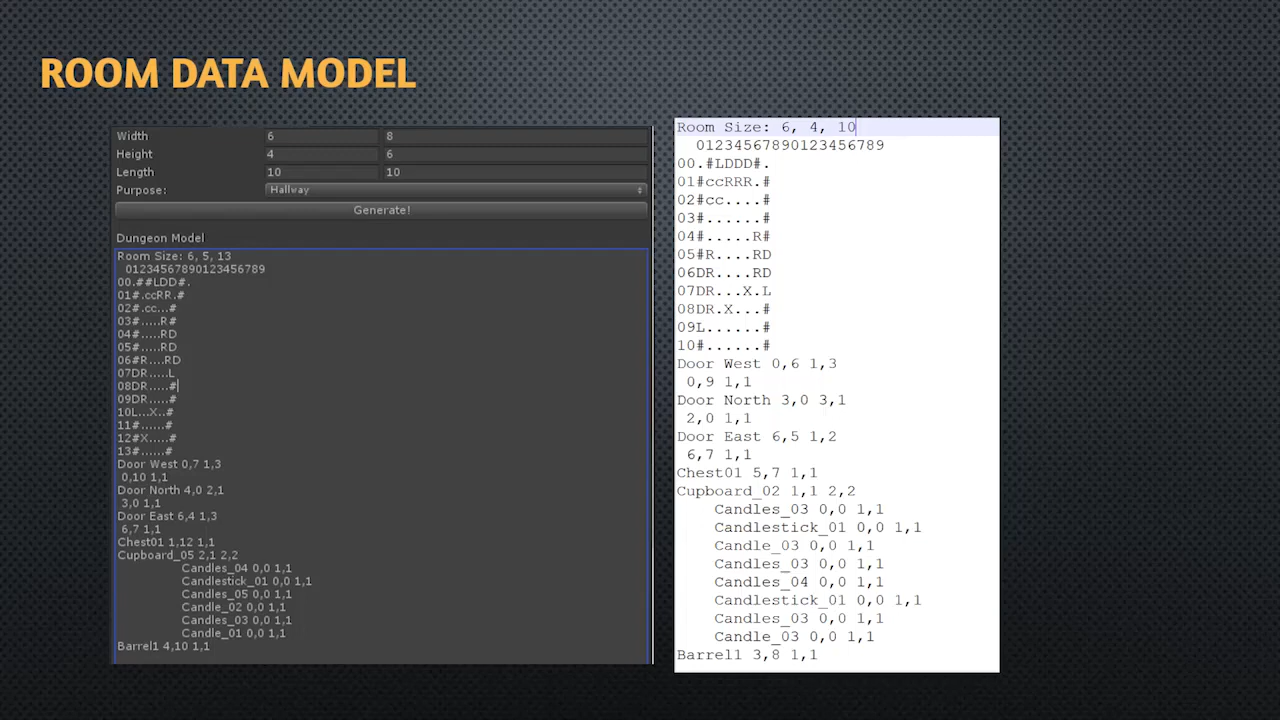 ROOM DATA MODEL
Width 6 8
Height 4 6
Length 10 10
Purpose: Hallway
Generate!
Dungeon Model
Room Size: 6, 5, 13
01234567890123456789
00.##LDD#.
01#.ccRR.#
02#.cc...#
03#.....R#
04#.....RD
05#.....RD
06#R....RD
07DR.....L
08DR.....#
09DR.....#
10L...X..#
11#......#
12#X.....#
13#......#
Door West 0,7 1,3
0,10 1,1
Door North 4,0 2,1
3,0 1,1
Door East 6,4 1,3
6,7 1,1
Chest01 1,12 1,1
Cupboard_05 2,1 2,2
Candles_04 0,0 1,1
Candlestick_01 0,0 1,1
Candles_05 0,0 1,1
Candle_02 0,0 1,1
Candles_03 0,0 1,1
Candle_01 0,0 1,1
Barrel1 4,10 1,1
Room Size: 6, 4, 10
01234567890123456789
00.#LDDD#.
01#ccRRR.#
02#cc....#
03#......#
04#.....R#
05#R....RD
06DR....RD
07DR...X.L
08DR.X...#
09L......#
10#......#
Door West 0,6 1,3
0,9 1,1
Door North 3,0 3,1
2,0 1,1
Door East 6,5 1,2
6,7 1,1
Chest01 5,7 1,1
Cupboard_02 1,1 2,2
Candles_03 0,0 1,1
Candlestick_01 0,0 1,1
Candle_03 0,0 1,1
Candles_03 0,0 1,1
Candles_04 0,0 1,1
Candlestick_01 0,0 1,1
Candles_03 0,0 1,1
Candle_03 0,0 1,1
Barrel1 3,8 1,1